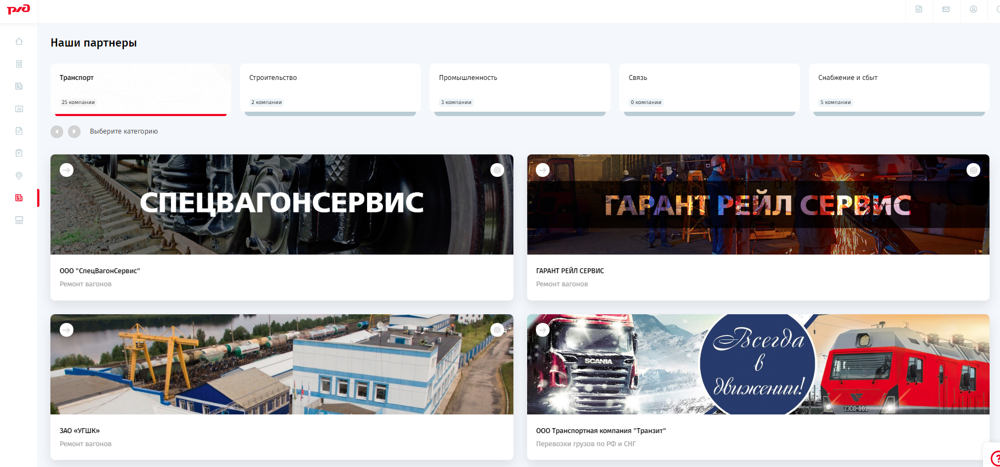 ржд
Наши партнеры
Транспорт
25 компании
Строительство
2 компании
Промышленность
3 компании
Связь
0 компании
Снабжение и сбыт
5 компании
Выберите категорию
СПЕЦВАГОНСЕРВИС
ООО "СпецВагонСервис"
Ремонт вагонов
ГАРАНТ РЕЙЛ СЕРВИС
ГАРАНТ РЕЙЛ СЕРВИС
Ремонт вагонов
ЗАО «УГШК»
Ремонт вагонов
SCANIA
Всегда
в
движении!
2ЭС10-002
ООО Транспортная компания "Транзит"
Перевозки грузов по РФ и СНГ
?